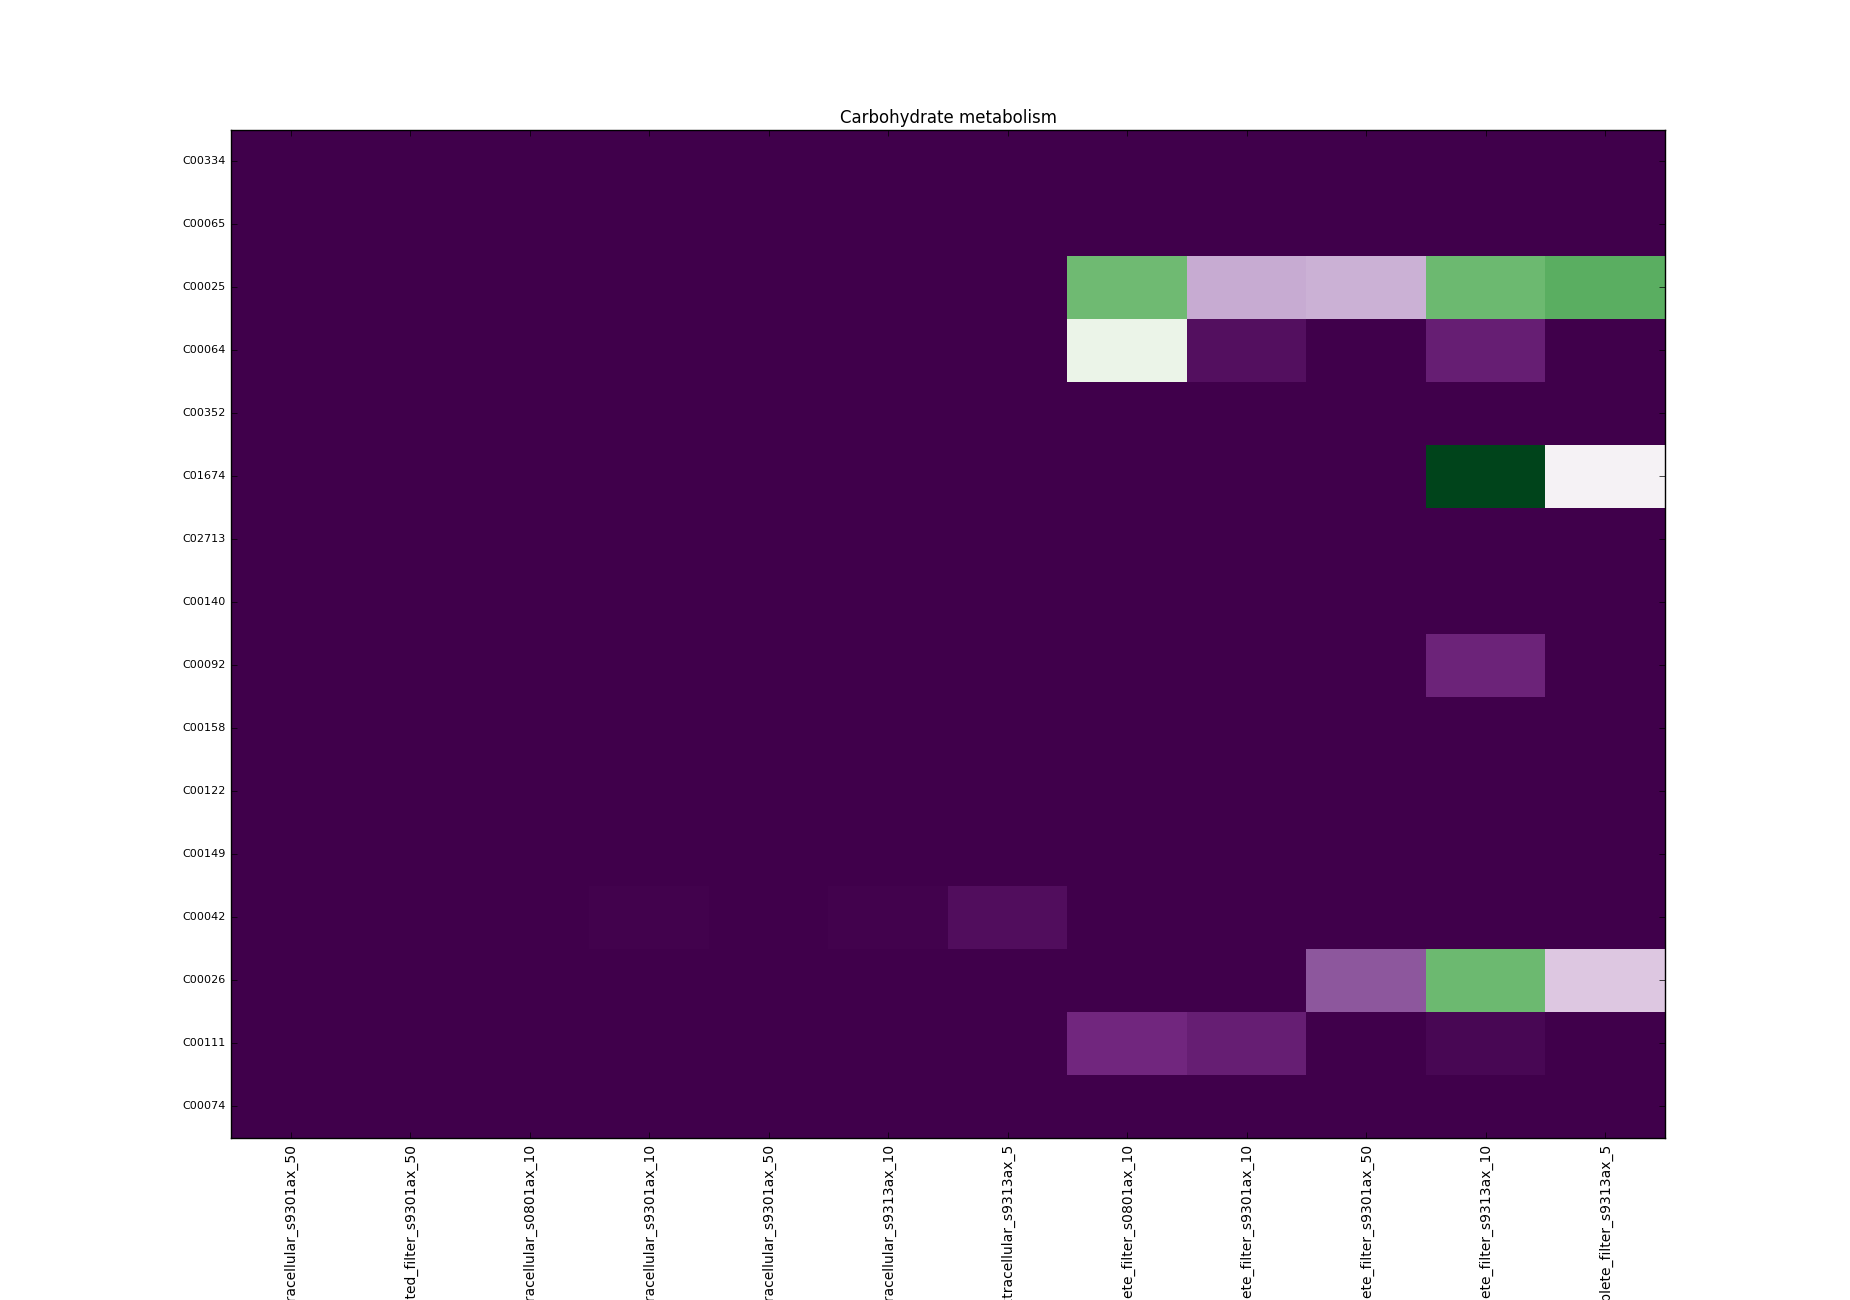 Carbohydrate metabolism
C00334
C00065
C00025
C00064
C00352
C01674
C02713
C00140
C00092
C00158
C00122
C00149
C00042
C00026
C00111
C00074
racellular_s9301ax_50
ted_filter_s9301ax_50
racellular_s0801ax_10
racellular_s9301ax_10
racellular_s9301ax_50
racellular_s9313ax_10
tracellular_s9313ax_5
ete_filter_s0801ax_10
ete_filter_s9301ax_10
ete_filter_s9301ax_50
ete_filter_s9313ax_10
plete_filter_s9313ax_5